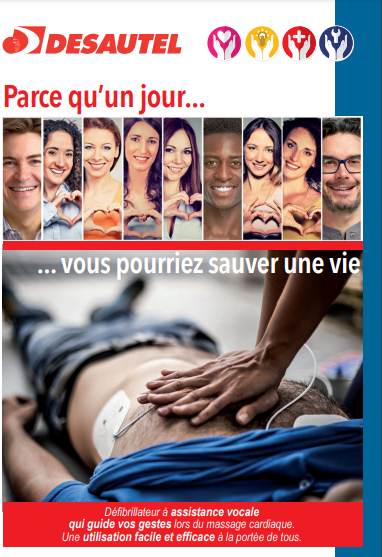 DESAUTEL
Parce qu'un jour...
... vous pourriez sauver une vie
Défibrillateur à assistance vocale
qui guide vos gestes lors du massage cardiaque.
Une utilisation facile et efficace à la portée de tous.